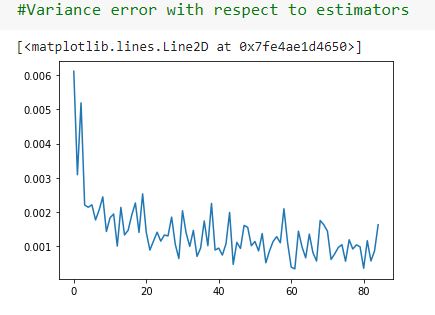 #Variance error with respect to estimators
[<matplotlib.lines.Line2D at 0x7fe4ae1d4650>]
0.006
0.005
0.004
0.003
0.002
0.001
0 20 40 60 80